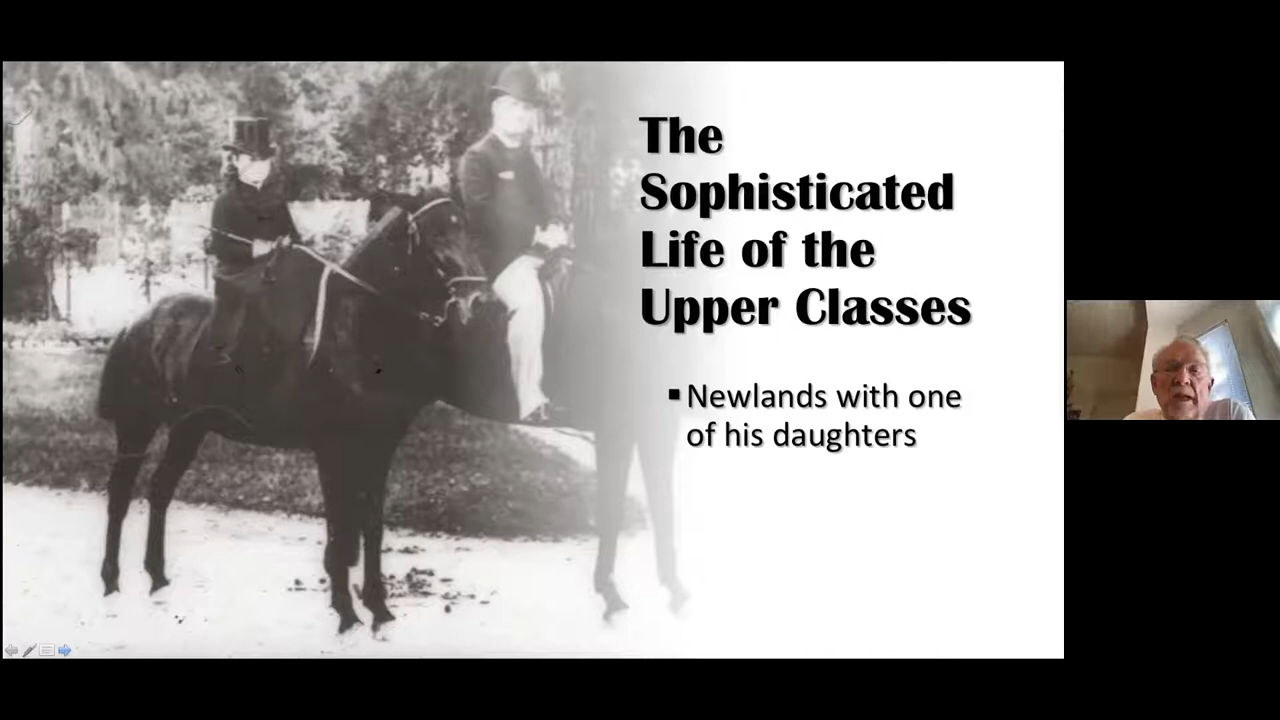 The
Sophisticated
Life of the
Upper Classes
▪ Newlands with one
of his daughters